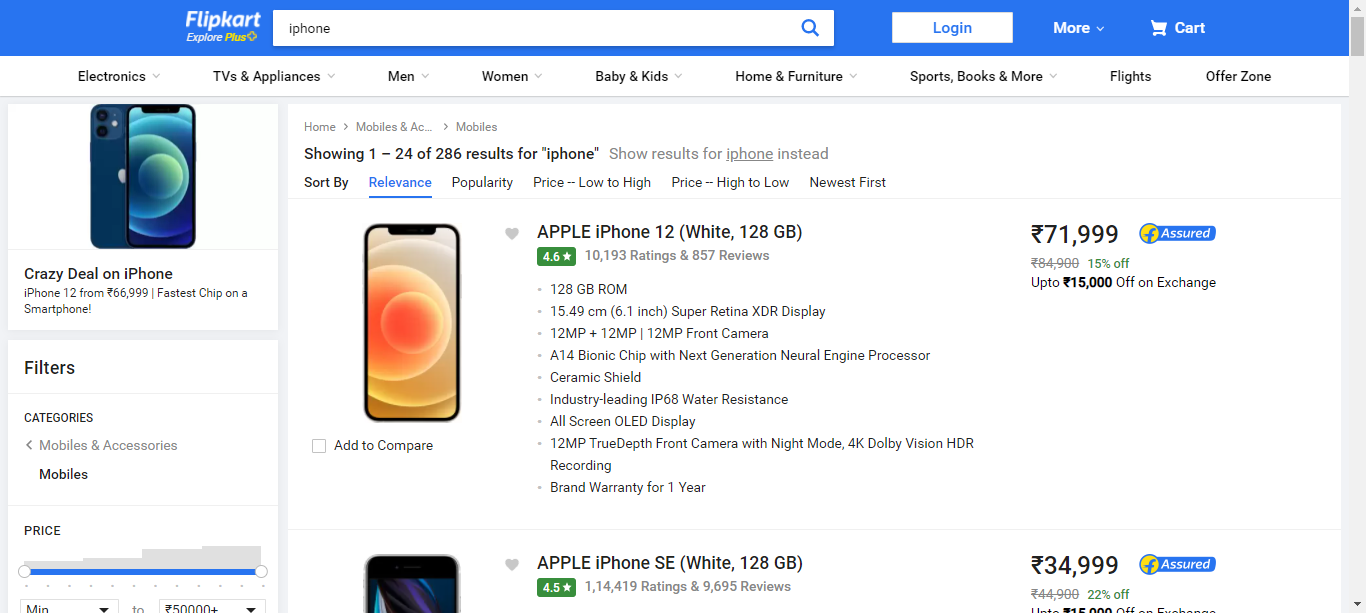 Flipkart
Explore Plus
iphone
Login
More
Cart
Electronics
TVs & Appliances
Men
Women
Baby & Kids
Home & Furniture
Sports, Books & More
Flights
Offer Zone
Crazy Deal on iPhone
iPhone 12 from ₹66,999 | Fastest Chip on a
Smartphone!
Filters
CATEGORIES
Mobiles & Accessories
Mobiles
PRICE
Min
to
₹50000+
Home
Mobiles & Ac...
Mobiles
Showing 1 – 24 of 286 results for "iphone" Show results for iphone instead
Sort By
Relevance
Popularity
Price -- Low to High
Price -- High to Low
Newest First
Add to Compare
APPLE iPhone 12 (White, 128 GB)
4.6★ 10,193 Ratings & 857 Reviews
128 GB ROM
15.49 cm (6.1 inch) Super Retina XDR Display
12MP + 12MP | 12MP Front Camera
A14 Bionic Chip with Next Generation Neural Engine Processor
Ceramic Shield
Industry-leading IP68 Water Resistance
All Screen OLED Display
12MP TrueDepth Front Camera with Night Mode, 4K Dolby Vision HDR
Recording
Brand Warranty for 1 Year
₹71,999
Assured
₹84,900 15% off
Upto ₹15,000 Off on Exchange
APPLE iPhone SE (White, 128 GB)
4.5★ 1,14,419 Ratings & 9,695 Reviews
₹34,999
Assured
₹44,900 22% off
Upto ₹15,000 Off on Exchange